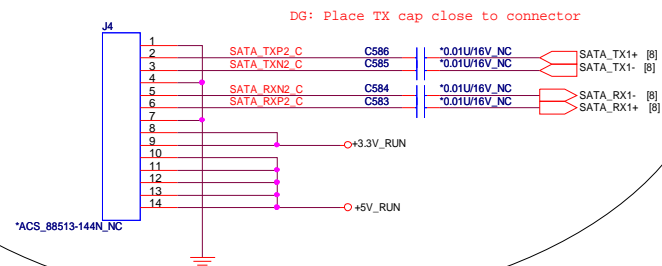 DG: Place TX cap close to connector
J4
1
2 SATA_TXP2_C C586 *0.01U/16V_NC SATA_TX1+ [8]
3 SATA_TXN2_C C585 *0.01U/16V_NC SATA_TX1- [8]
4
5 SATA_RXN2_C C584 *0.01U/16V_NC SATA_RX1- [8]
6 SATA_RXP2_C C583 *0.01U/16V_NC SATA_RX1+ [8]
7
8
9 +3.3V_RUN
10
11
12
13
14 +5V_RUN
*ACS_88513-144N_NC